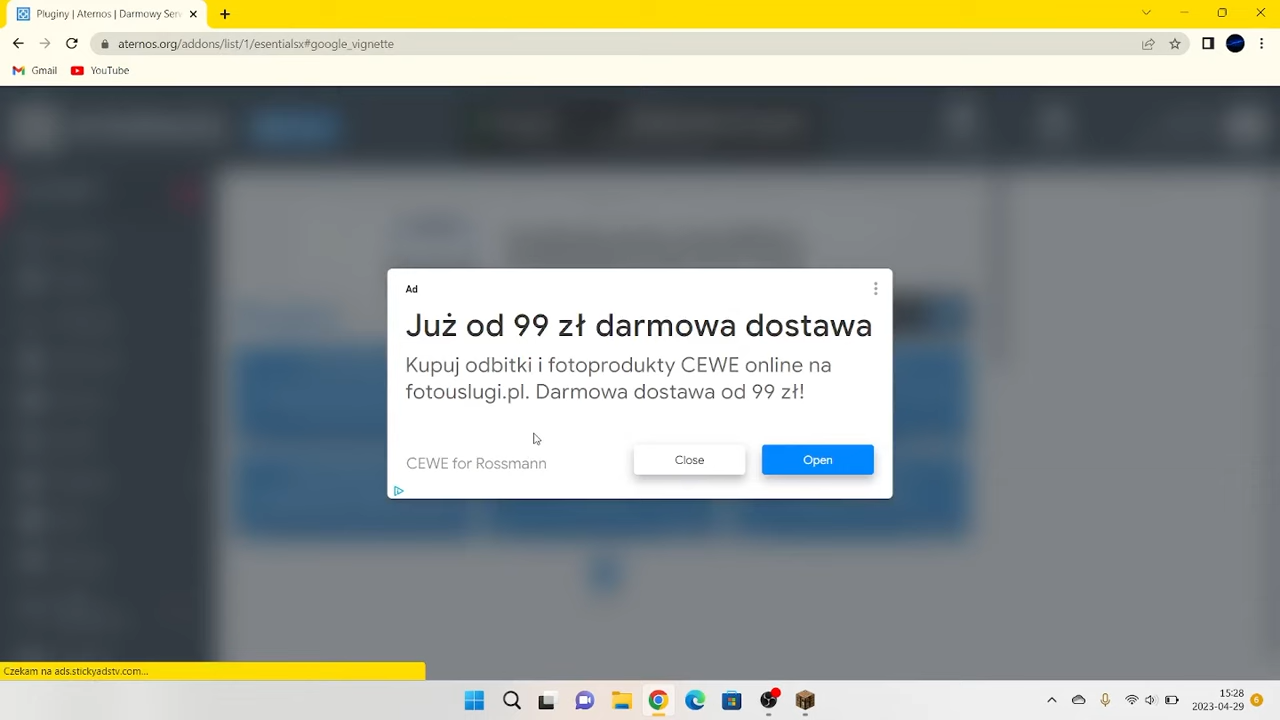 Pluginy | Aternos | Darmowy Ser
aternos.org/addons/list/1/esentialsx#google_vignette
Gmail YouTube
Ad
Już od 99 zł darmowa dostawa
Kupuj odbitki i fotoprodukty CEWE online na
fotouslugi.pl. Darmowa dostawa od 99 zł!
CEWE for Rossmann
Close
Open
Czekam na ads.stickyadstv.com...
15:28
2023-04-29
6